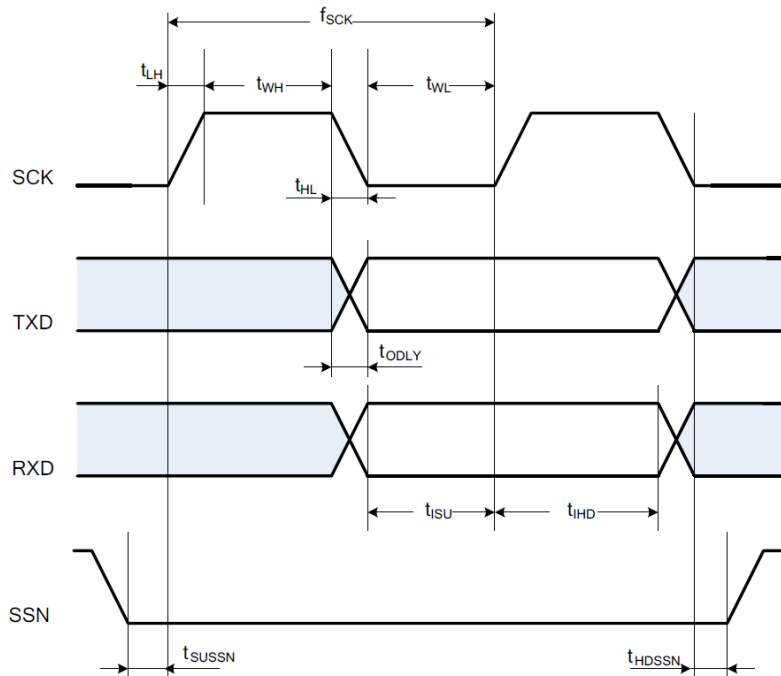 fSCK
tLH
tWH
tWL
SCK
tHL
TXD
tODLY
RXD
tISU
tIHD
SSN
tSUSSN
tHDSSN